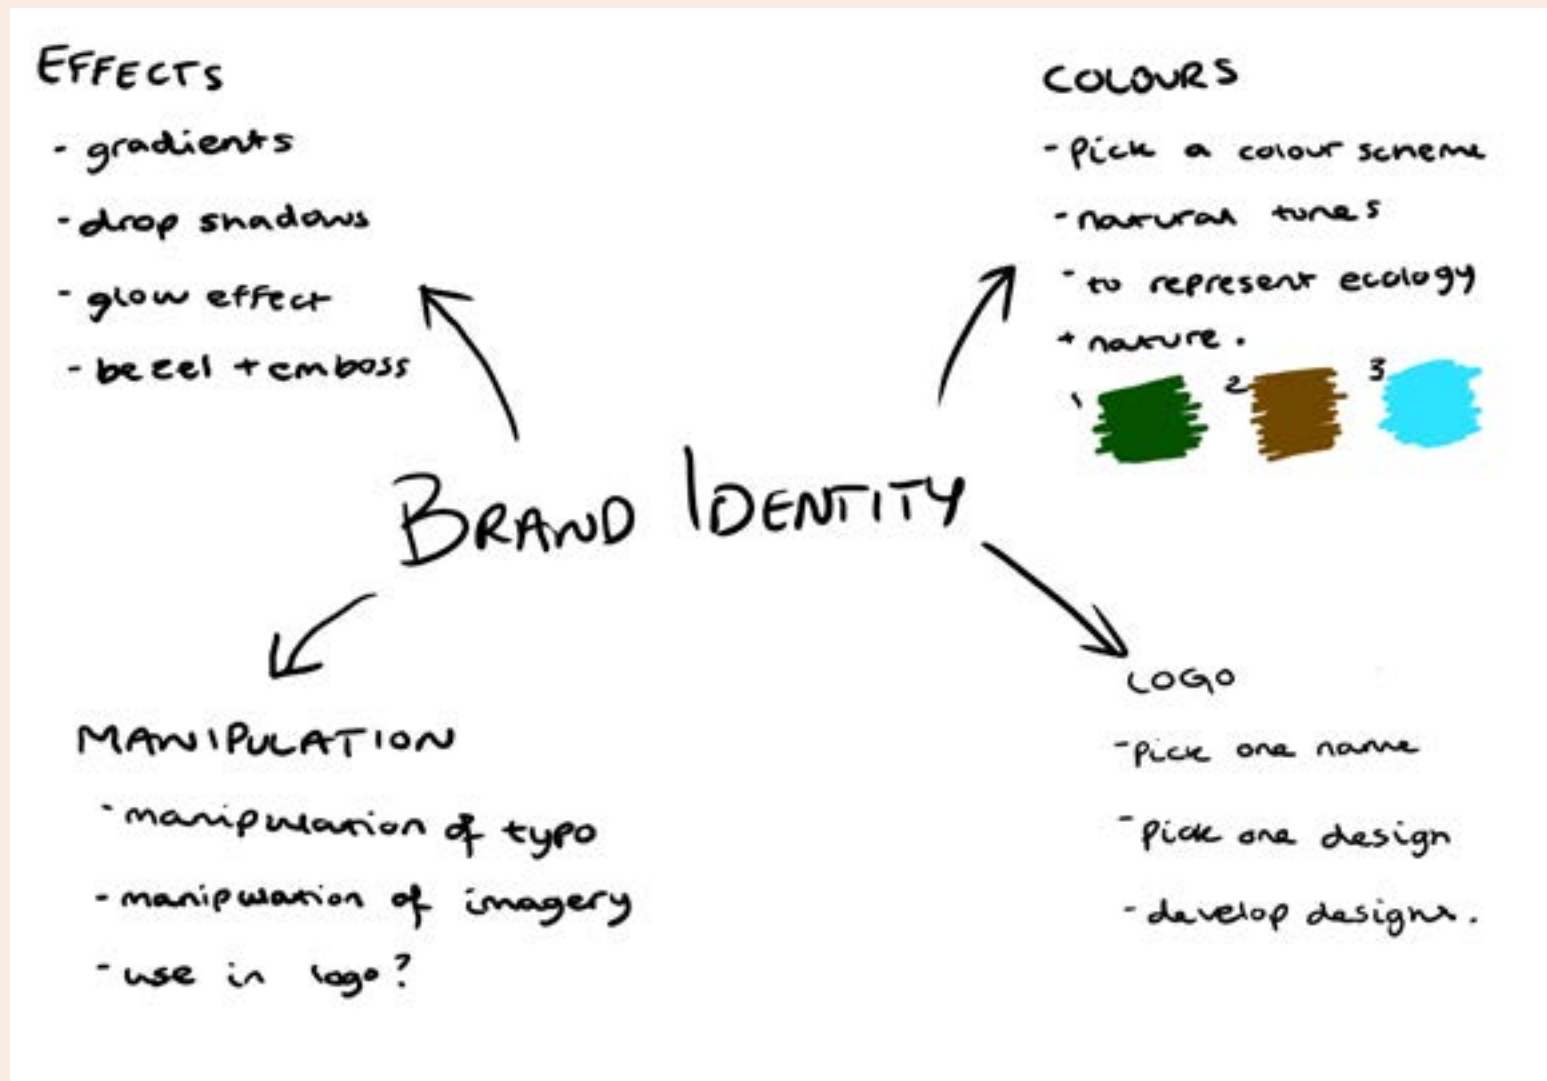 EFFECTS
- gradients
- drop shadows
- glow effect
- bezel + emboss
COLOURS
- pick a colour scheme
- natural tones
- to represent ecology
+ nature.
1 2 3
BRAND IDENTITY
MANIPULATION
- manipulation of typo
- manipulation of imagery
- use in logo?
LOGO
- pick one name
- pick one design
- develop designs.